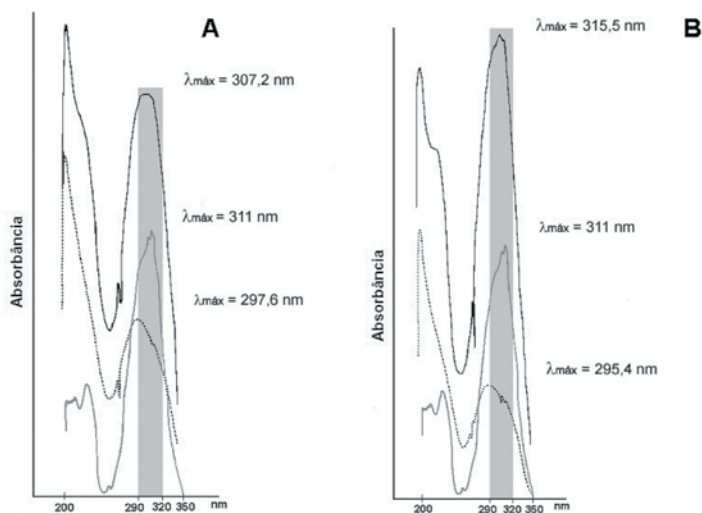 A
Absorbância
λmáx = 307,2 nm
λmáx = 311 nm
λmáx = 297,6 nm
200
290
320
350
nm
B
Absorbância
λmáx = 315,5 nm
λmáx = 311 nm
λmáx = 295,4 nm
200
290
320
350
nm